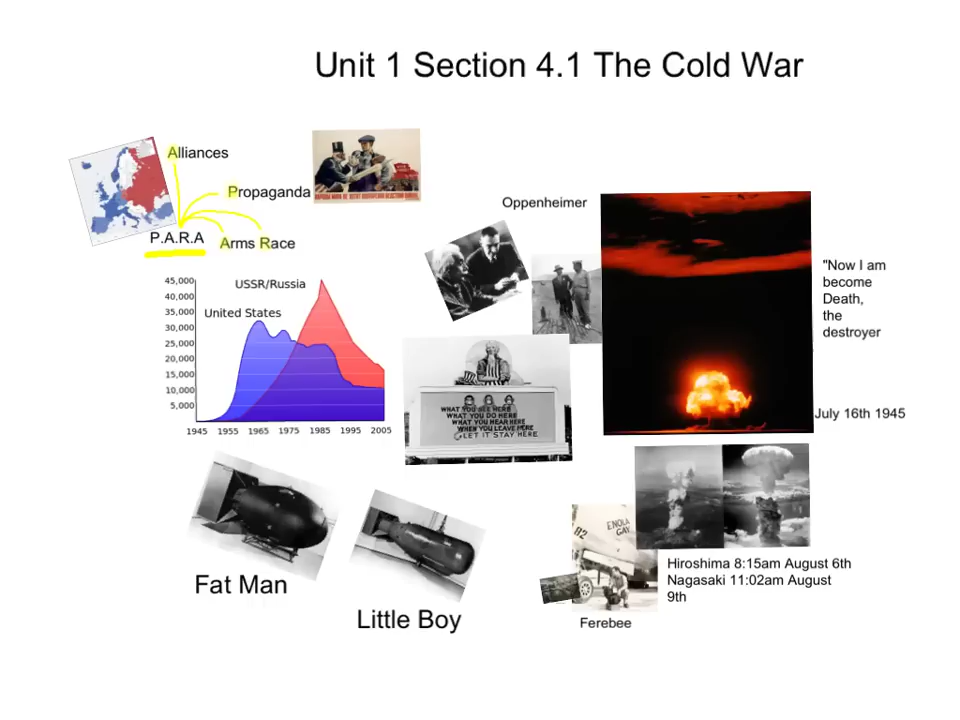 Unit 1 Section 4.1 The Cold War
Alliances
Propaganda
P.A.R.A
Arms Race
Oppenheimer
"Now I am
become
Death,
the
destroyer
July 16th 1945
45,000
40,000
35,000
30,000
25,000
20,000
15,000
10,000
5,000
USSR/Russia
United States
1945 1955 1965 1975 1985 1995 2005
WHAT YOU SEE HERE
WHAT YOU DO HERE
WHAT YOU HEAR HERE
WHEN YOU LEAVE HERE
LET IT STAY HERE
82
ENOLA
GAY
Fat Man
Little Boy
Hiroshima 8:15am August 6th
Nagasaki 11:02am August
9th
Ferebee